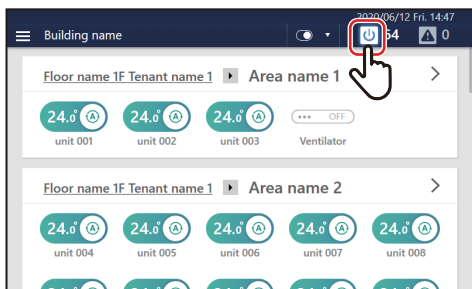 2020/06/12 Fri. 14:47
Building name
64
0
Floor name 1F Tenant name 1 Area name 1
24.0° A 24.0° A 24.0° A ••• OFF
unit 001 unit 002 unit 003 Ventilator
Floor name 1F Tenant name 1 Area name 2
24.0° A 24.0° A 24.0° A 24.0° A 24.0° A
unit 004 unit 005 unit 006 unit 007 unit 008